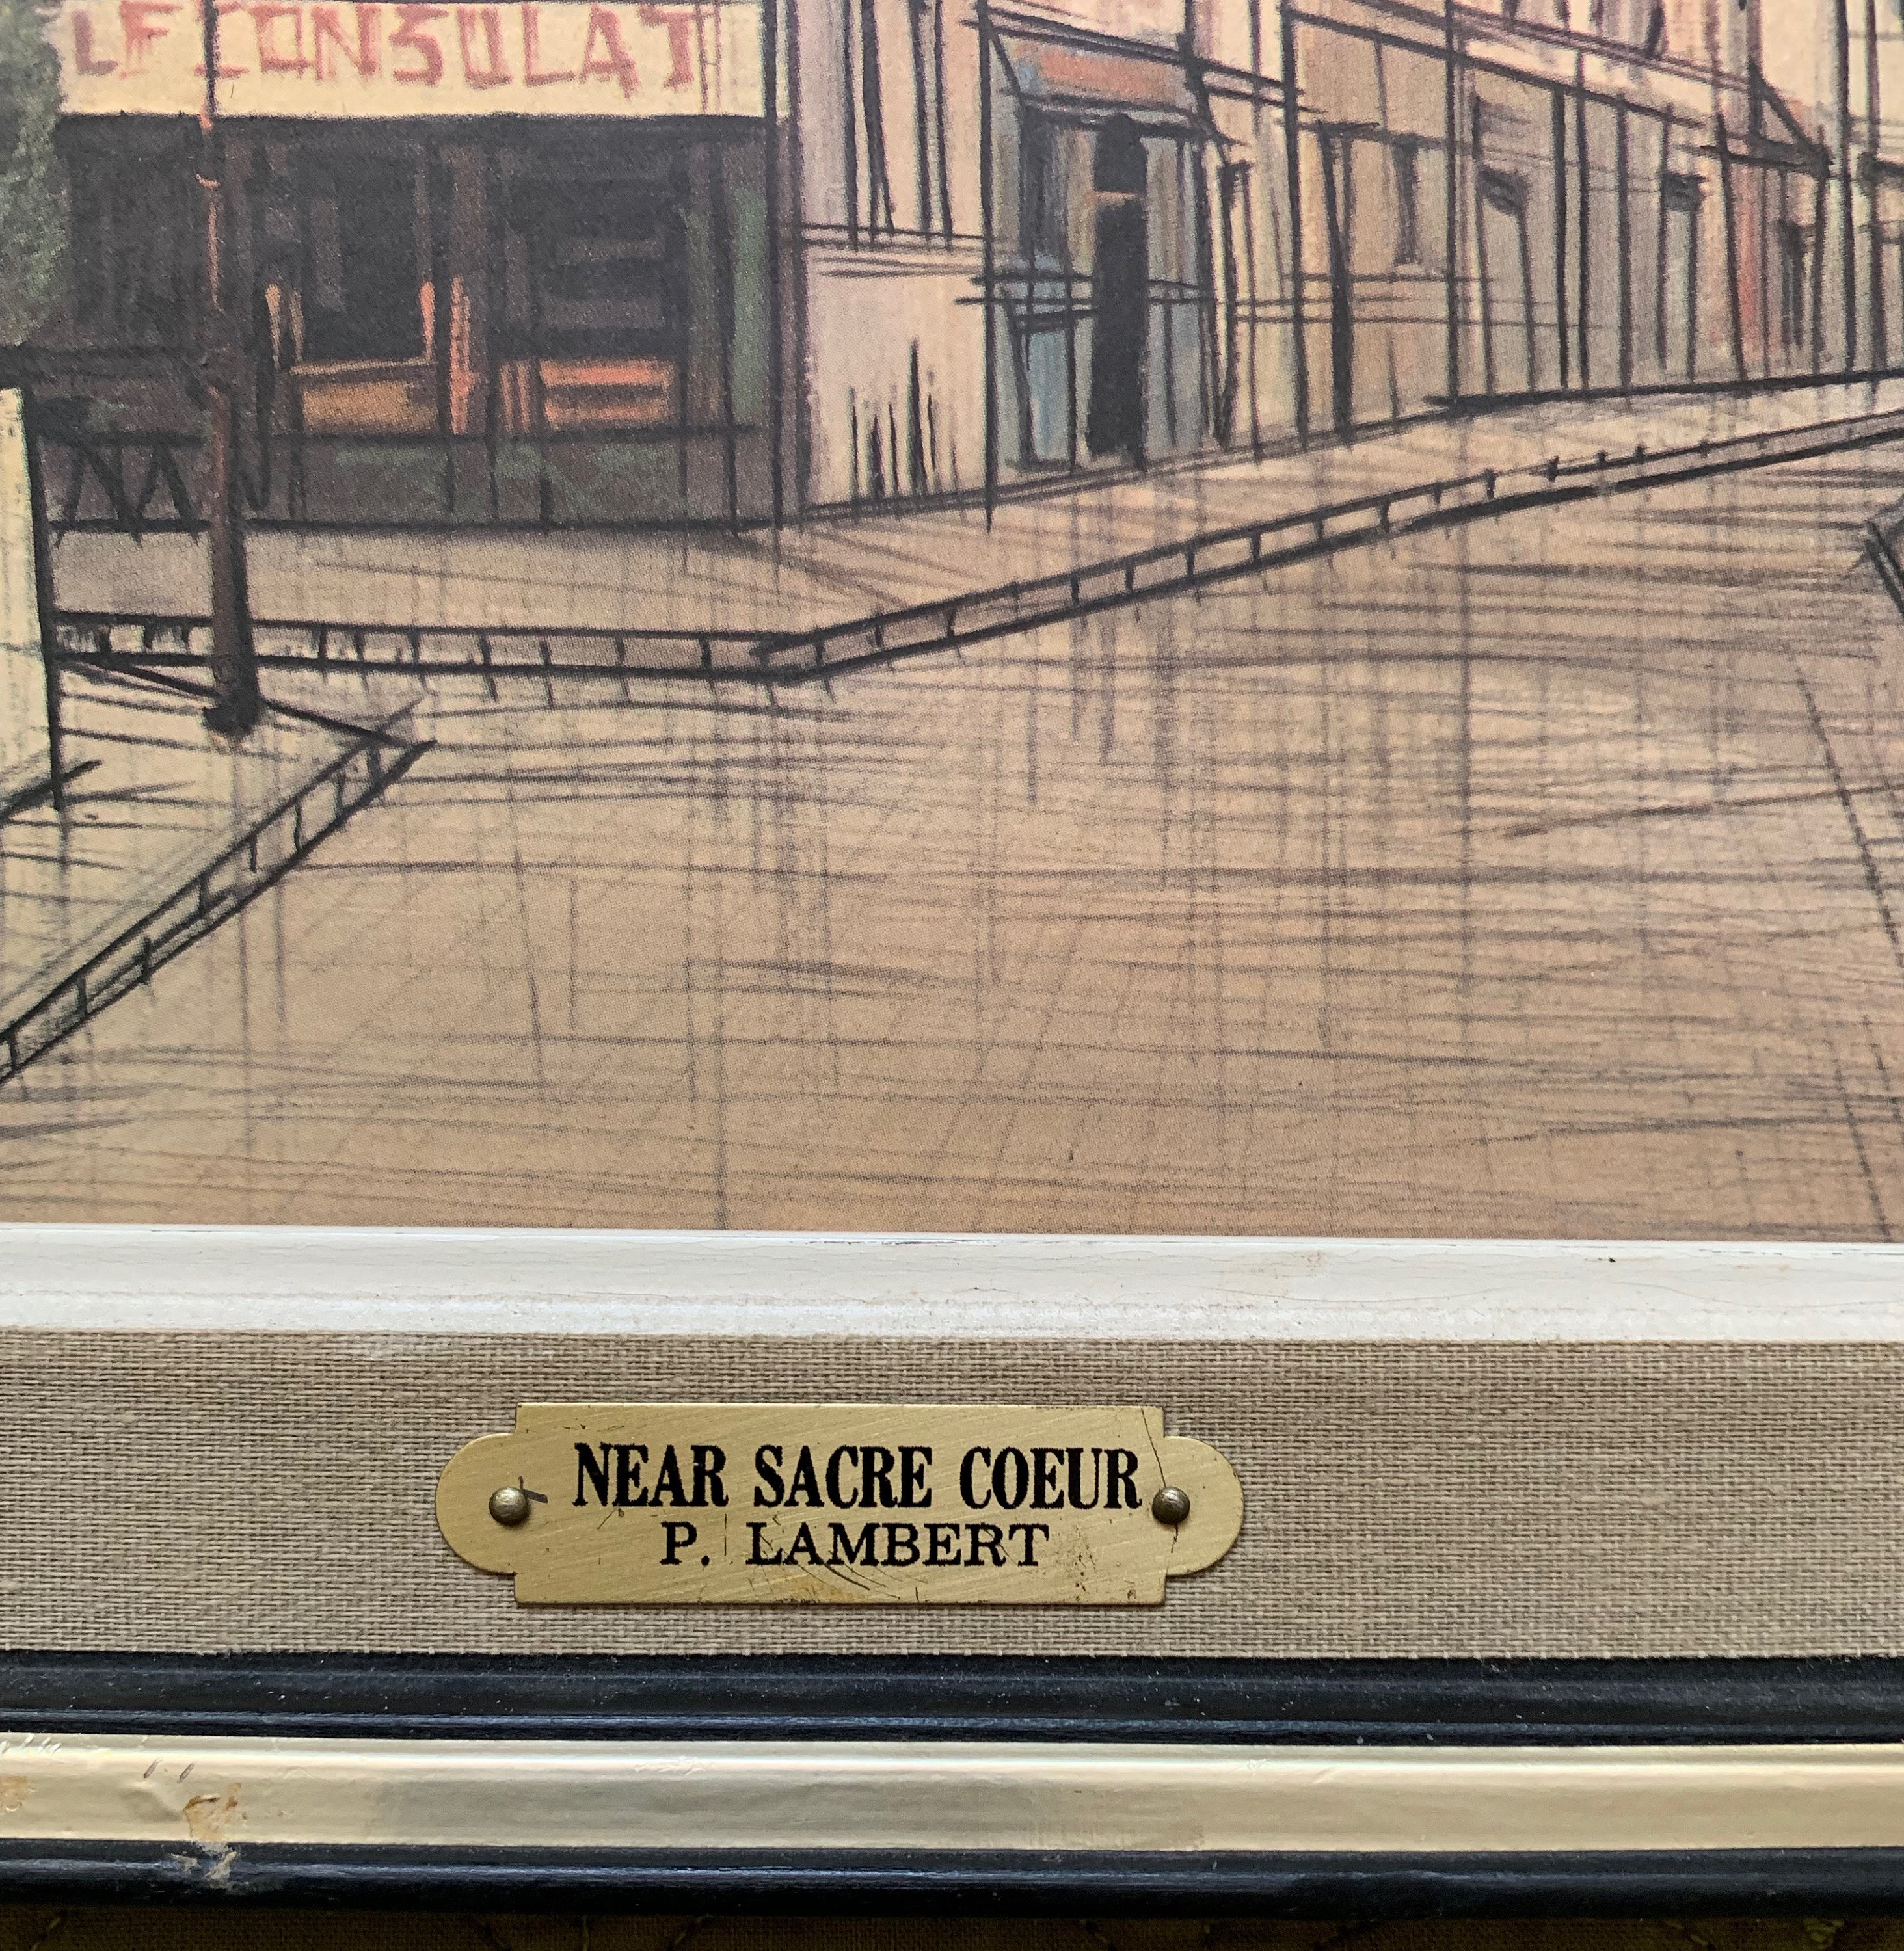 LE CONSULAT
NEAR SACRE COEUR
P. LAMBERT